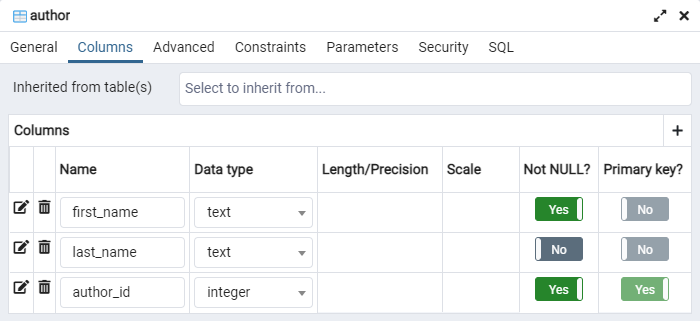 author
General Columns Advanced Constraints Parameters Security SQL
Inherited from table(s) Select to inherit from...
Columns
Name Data type Length/Precision Scale Not NULL? Primary key?
first_name text Yes No
last_name text No No
author_id integer Yes Yes